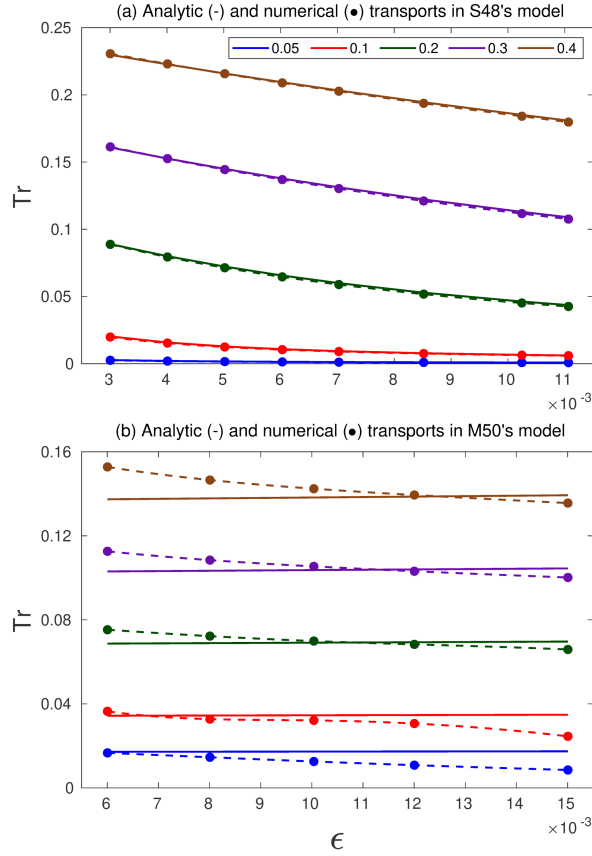 (a) Analytic (-) and numerical (●) transports in S48's model
0.05 0.1 0.2 0.3 0.4
0.25
0.2
0.15
0.1
0.05
0
Tr
3 4 5 6 7 8 9 10 11
×10⁻³
(b) Analytic (-) and numerical (●) transports in M50's model
0.16
0.12
0.08
0.04
0
Tr
6 7 8 9 10 11 12 13 14 15
×10⁻³
ϵ